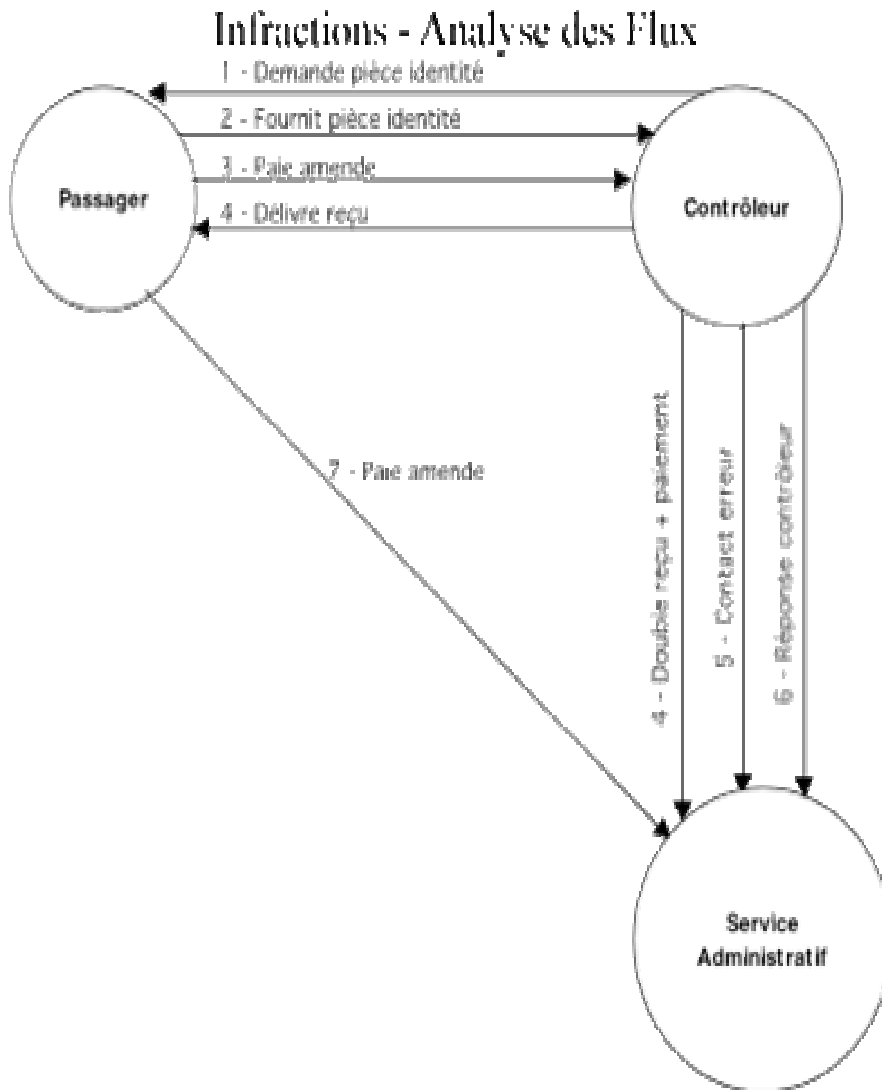 Infractions - Analyse des Flux
1 - Demande pièce identité
2 - Fournit pièce identité
3 - Paie amende
4 - Délivre reçu
Passager
Contrôleur
7 - Paie amende
4 - Double reçu + paiement
5 - Contact erreur
6 - Réponse contrôleur
Service
Administratif